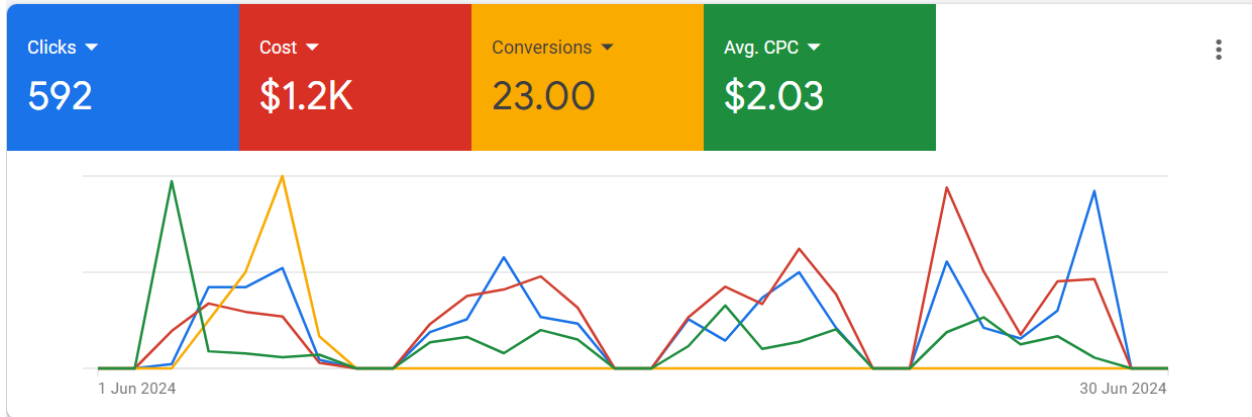 Clicks Cost Conversions Avg. CPC
592 $1.2K 23.00 $2.03
1 Jun 2024 30 Jun 2024